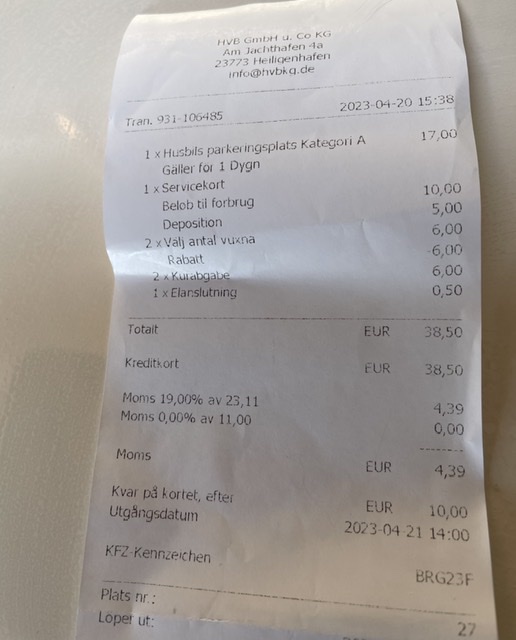 HVB GmbH u. Co KG
Am Jachthafen 4a
23773 Heiligenhafen
info@hvbkg.de
Tran. 931-106485 2023-04-20 15:38
1 x Husbils parkeringsplats Kategori A 17,00
Gäller för 1 Dygn
1 x Servicekort
Belob til forbrug 10,00
Deposition 5,00
2 x Välj antal vuxna 6,00
Rabatt -6,00
2 x Kurabgabe 6,00
1 x Elanslutning 0,50
Totalt EUR 38,50
Kreditkort EUR 38,50
Moms 19,00% av 23,11 4,39
Moms 0,00% av 11,00 0,00
Moms EUR 4,39
Kvar på kortet, efter EUR 10,00
Utgångsdatum 2023-04-21 14:00
KFZ-Kennzeichen BRG23F
Plats nr.: 27
Löper ut: